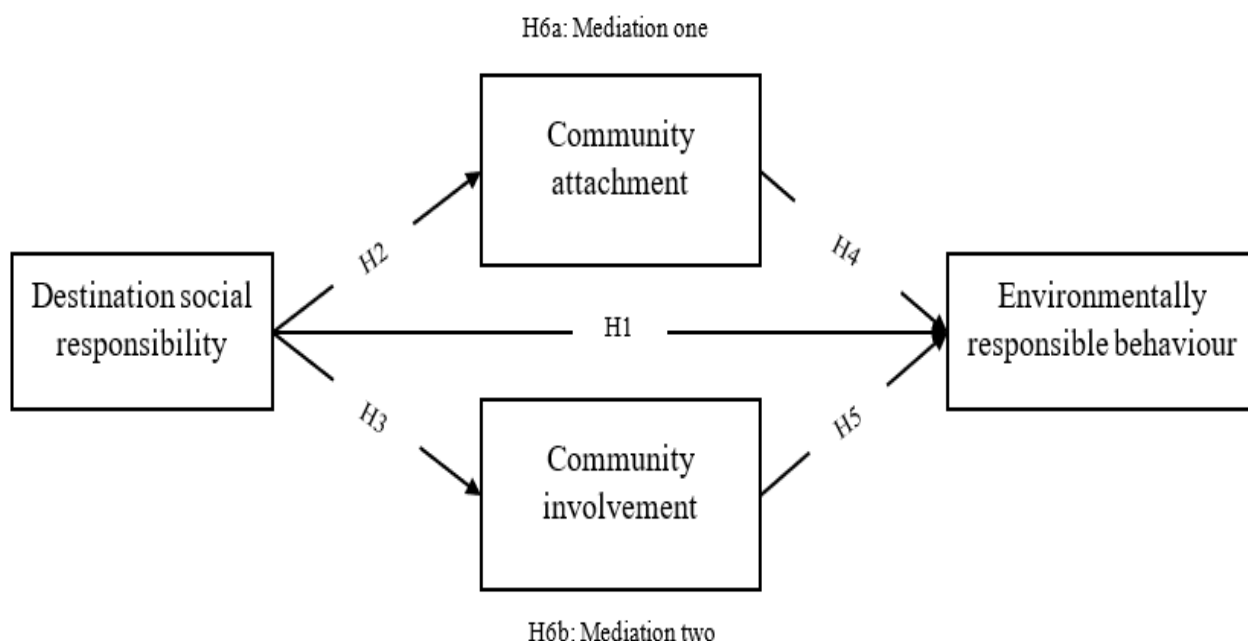 H6a: Mediation one
Community
attachment
H2
H4
Destination social
responsibility
H1
Environmentally
responsible behaviour
H3
H5
Community
involvement
H6b: Mediation two